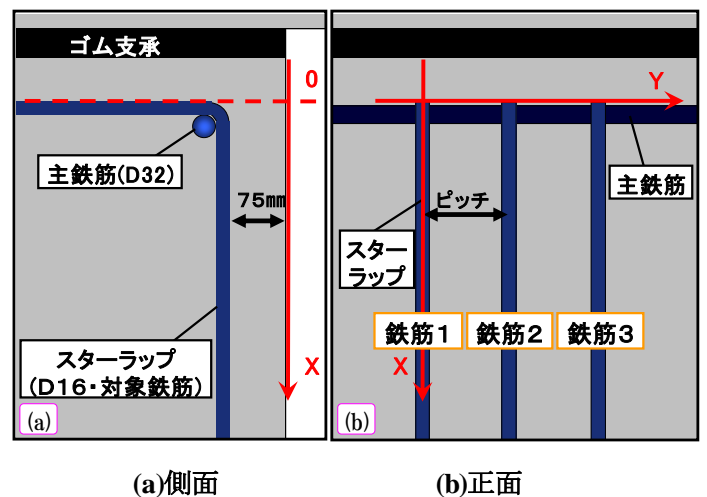 ゴム支承
0
主鉄筋(D32)
75㎜
スターラップ
(D16・対象鉄筋)
X
(a)
Y
主鉄筋
ピッチ
スター
ラップ
鉄筋1 鉄筋2 鉄筋3
X
(b)
(a)側面 (b)正面